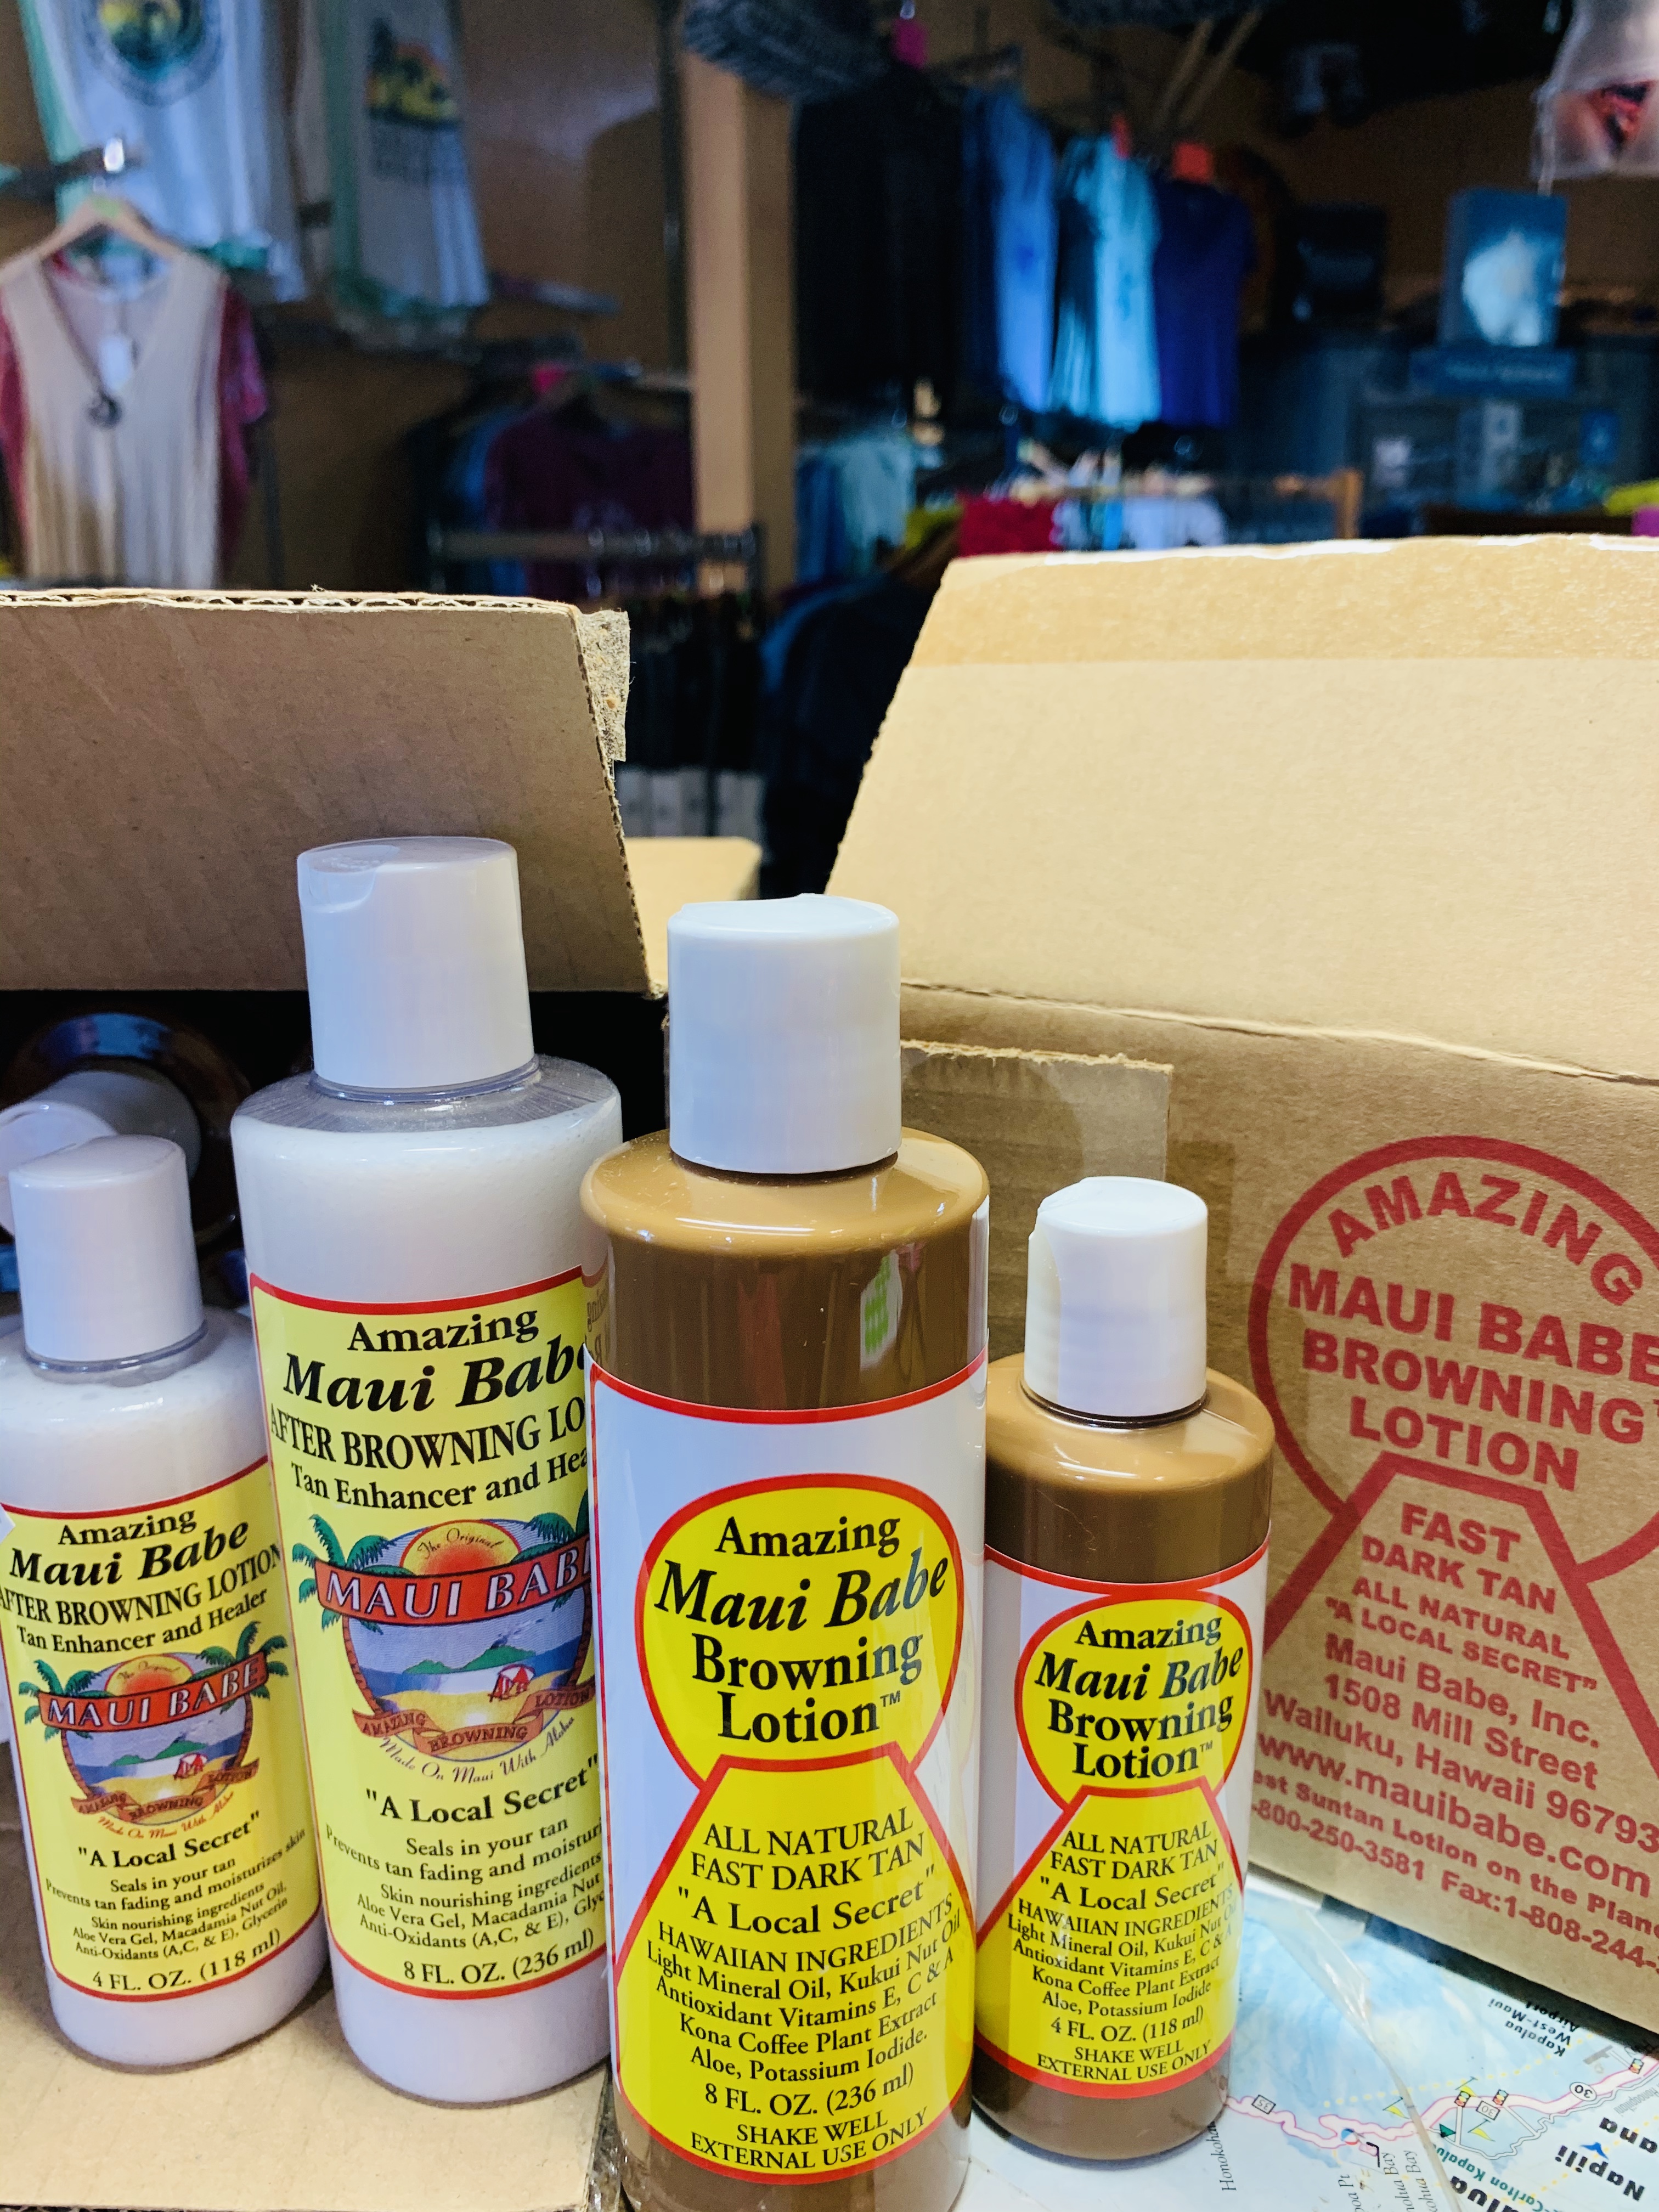 Amazing
Maui Babe
AFTER BROWNING LOTION
Tan Enhancer and Healer
The Original
MAUI BABE
AMAZING BROWNING LOTION
Made On Maui With Aloha
"A Local Secret"
Seals in your tan
Prevents tan fading and moisturizes skin
Skin nourishing ingredients
Aloe Vera Gel, Macadamia Nut Oil,
Anti-Oxidants (A,C, & E), Glycerin
4 FL. OZ. (118 ml)
Amazing
Maui Babe
AFTER BROWNING LO
Tan Enhancer and Hea
The Original
MAUI BABE
AMAZING BROWNING LOTION
Made On Maui With Aloha
"A Local Secret"
Seals in your tan
Prevents tan fading and moisturi
Skin nourishing ingredients
Aloe Vera Gel, Macadamia Nut
Anti-Oxidants (A,C, & E), Glyc
8 FL. OZ. (236 ml)
Amazing
Maui Babe
Browning
Lotion™
ALL NATURAL
FAST DARK TAN
"A Local Secret"
HAWAIIAN INGREDIENTS
Light Mineral Oil, Kukui Nut Oil
Antioxidant Vitamins E, C & A
Kona Coffee Plant Extract
Aloe, Potassium Iodide.
8 FL. OZ. (236 ml)
SHAKE WELL
EXTERNAL USE ONLY
Amazing
Maui Babe
Browning
Lotion™
ALL NATURAL
FAST DARK TAN
"A Local Secret"
HAWAIIAN INGREDIENTS
Light Mineral Oil, Kukui Nut Oil
Antioxidant Vitamins E, C &
Kona Coffee Plant Extract
Aloe, Potassium Iodide
4 FL. OZ. (118 ml)
SHAKE WELL
EXTERNAL USE ONLY
AMAZING
MAUI BABE
BROWNING
LOTION
FAST
DARK TAN
ALL NATURAL
"A LOCAL SECRET"
Maui Babe, Inc.
1508 Mill Street
Wailuku, Hawaii 96793
www.mauibabe.com
est Suntan Lotion on the Plane
-800-250-3581 Fax:1-808-244-
Kapalua
West-Maui
Airport
30
30
Napili
Honokoha